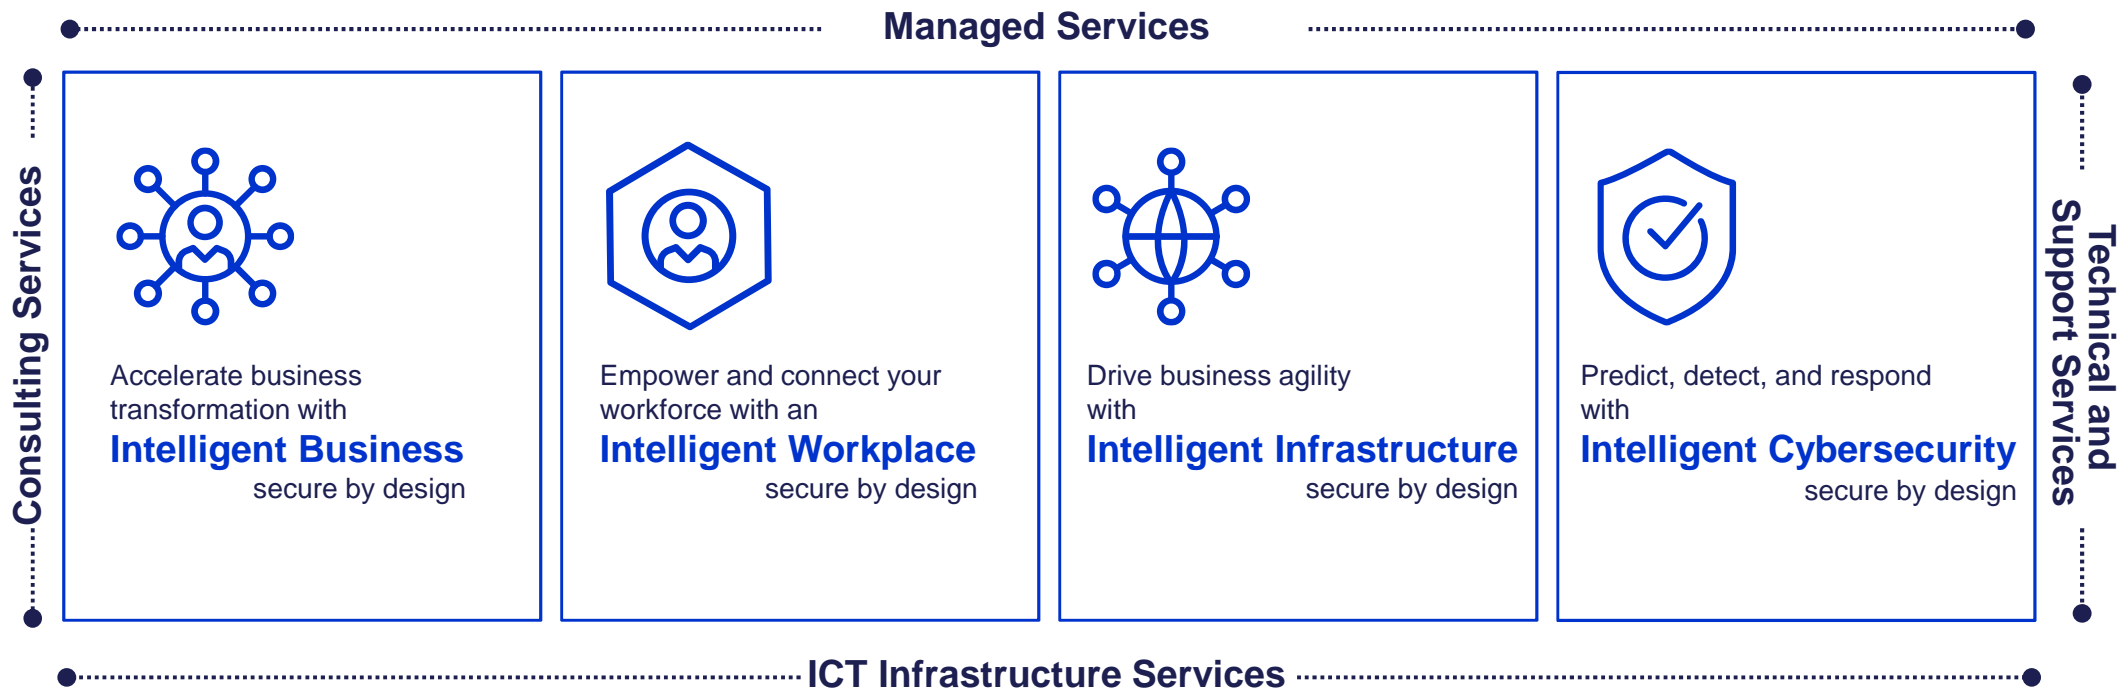 Managed Services
Consulting Services
Accelerate business
transformation with
Intelligent Business
secure by design
Empower and connect your
workforce with an
Intelligent Workplace
secure by design
Drive business agility
with
Intelligent Infrastructure
secure by design
Predict, detect, and respond
with
Intelligent Cybersecurity
secure by design
Technical and
Support Services
ICT Infrastructure Services